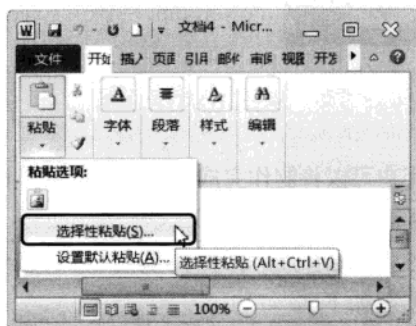 文档4 - Micr...
文件 开始 插入 页面 引用 邮件 审阅 视图 开发
粘贴 字体 段落 样式 编辑
粘贴选项:
选择性粘贴(S)...
设置默认粘贴(A)...
选择性粘贴 (Alt+Ctrl+V)
100%